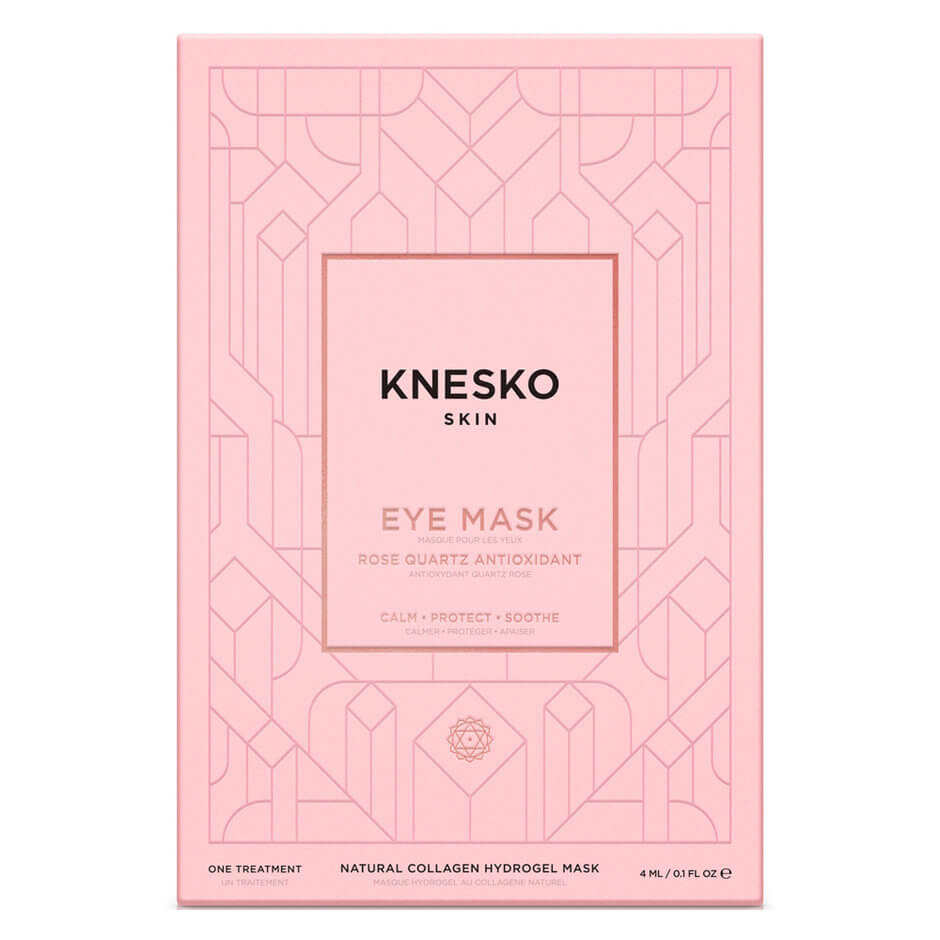 KNESKO
SKIN
EYE MASK
MASQUE POUR LES YEUX
ROSE QUARTZ ANTIOXIDANT
ANTIOXYDANT QUARTZ ROSE
CALM • PROTECT • SOOTHE
CALMER • PROTÉGER • APAISER
ONE TREATMENT
UN TRAITEMENT
NATURAL COLLAGEN HYDROGEL MASK
MASQUE HYDROGEL AU COLLAGÈNE NATUREL
4 ML / 0.1 FL OZ ℮